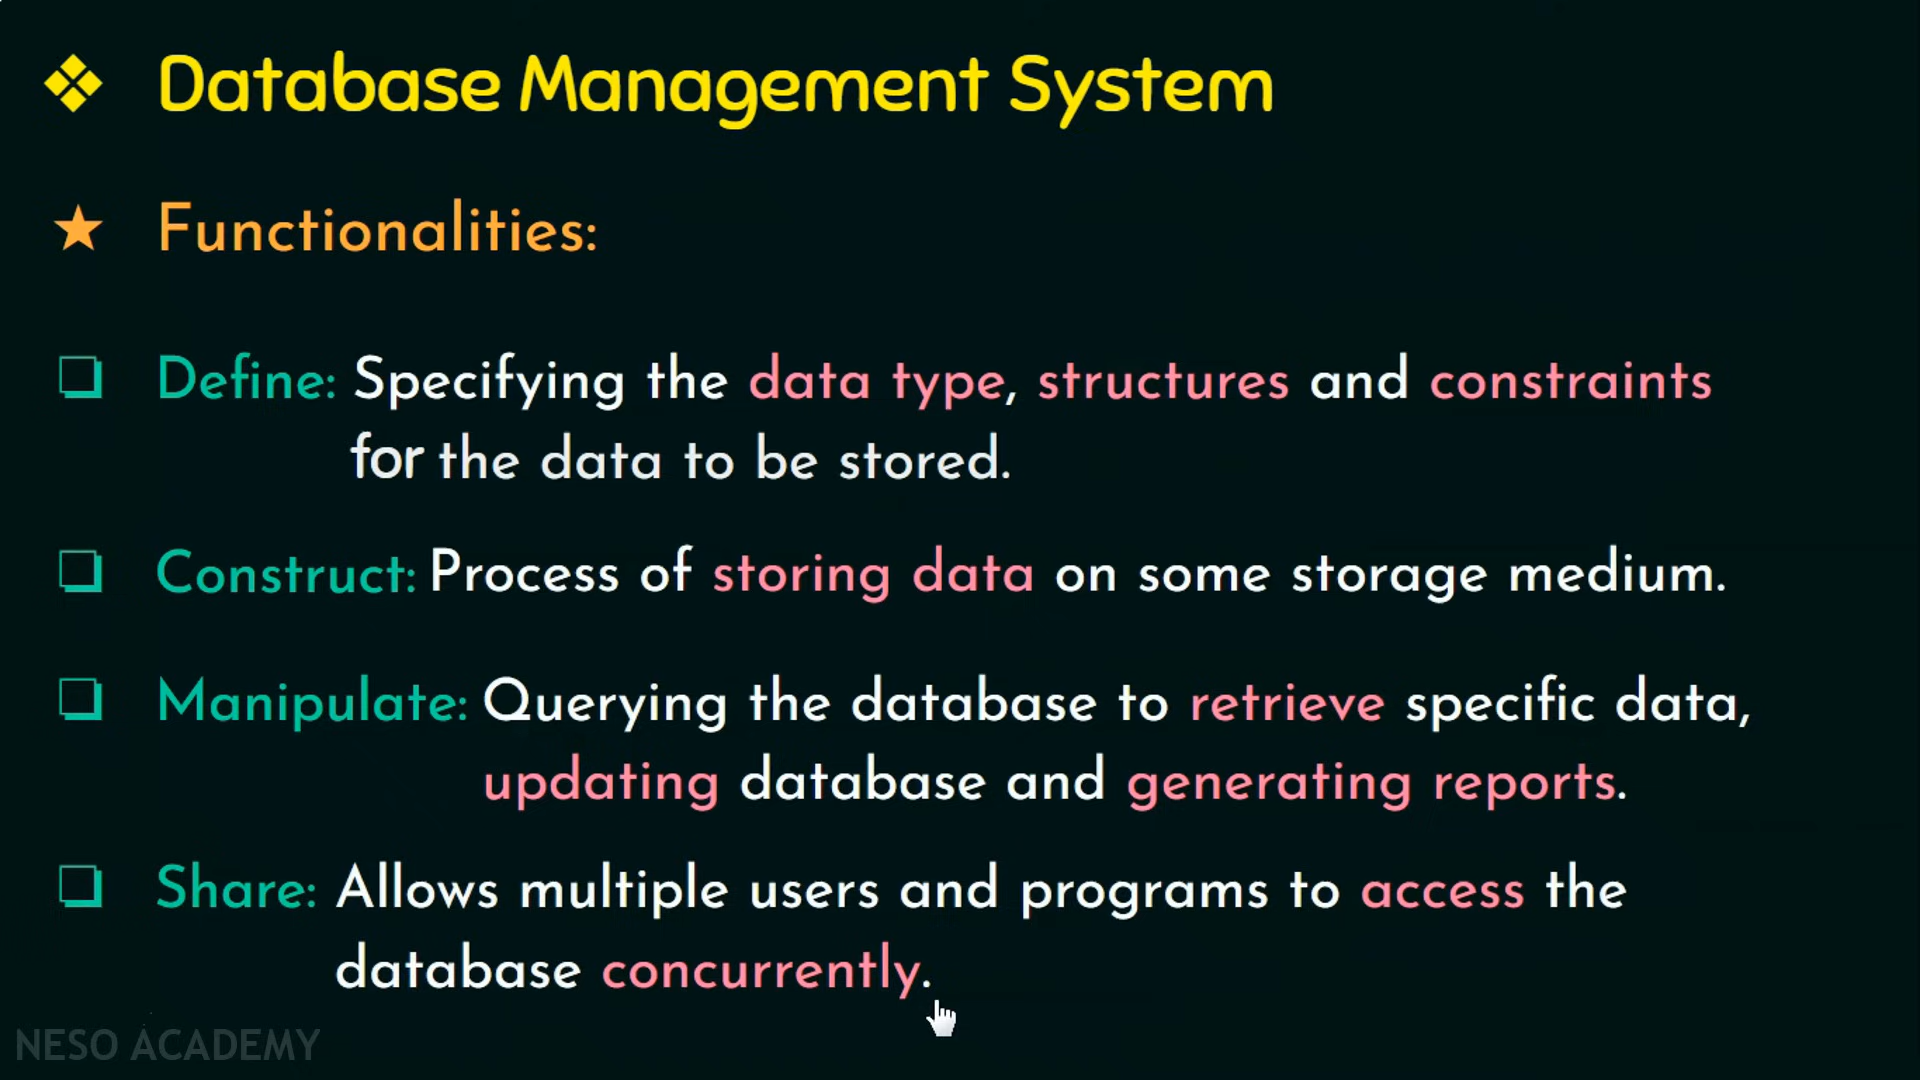 Database Management System
Functionalities:
Define: Specifying the data type, structures and constraints
for the data to be stored.
Construct: Process of storing data on some storage medium.
Manipulate: Querying the database to retrieve specific data,
updating database and generating reports.
Share: Allows multiple users and programs to access the
database concurrently.
NESO ACADEMY